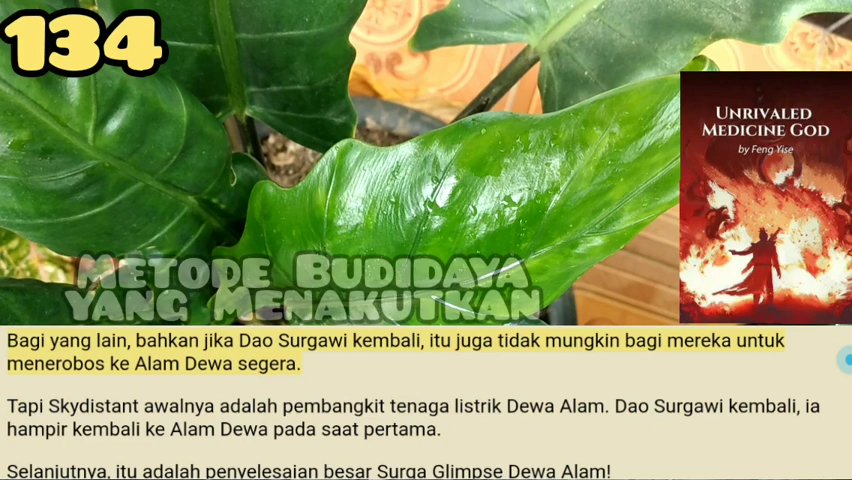 134
UNRIVALED
MEDICINE GOD
by Feng Yise
METODE BUDIDAYA
YANG MENAKUTKAN
Bagi yang lain, bahkan jika Dao Surgawi kembali, itu juga tidak mungkin bagi mereka untuk
menerobos ke Alam Dewa segera.
Tapi Skydistant awalnya adalah pembangkit tenaga listrik Dewa Alam. Dao Surgawi kembali, ia
hampir kembali ke Alam Dewa pada saat pertama.
Selanjutnya, itu adalah penyelesaian besar Surga Glimpse Dewa Alam!